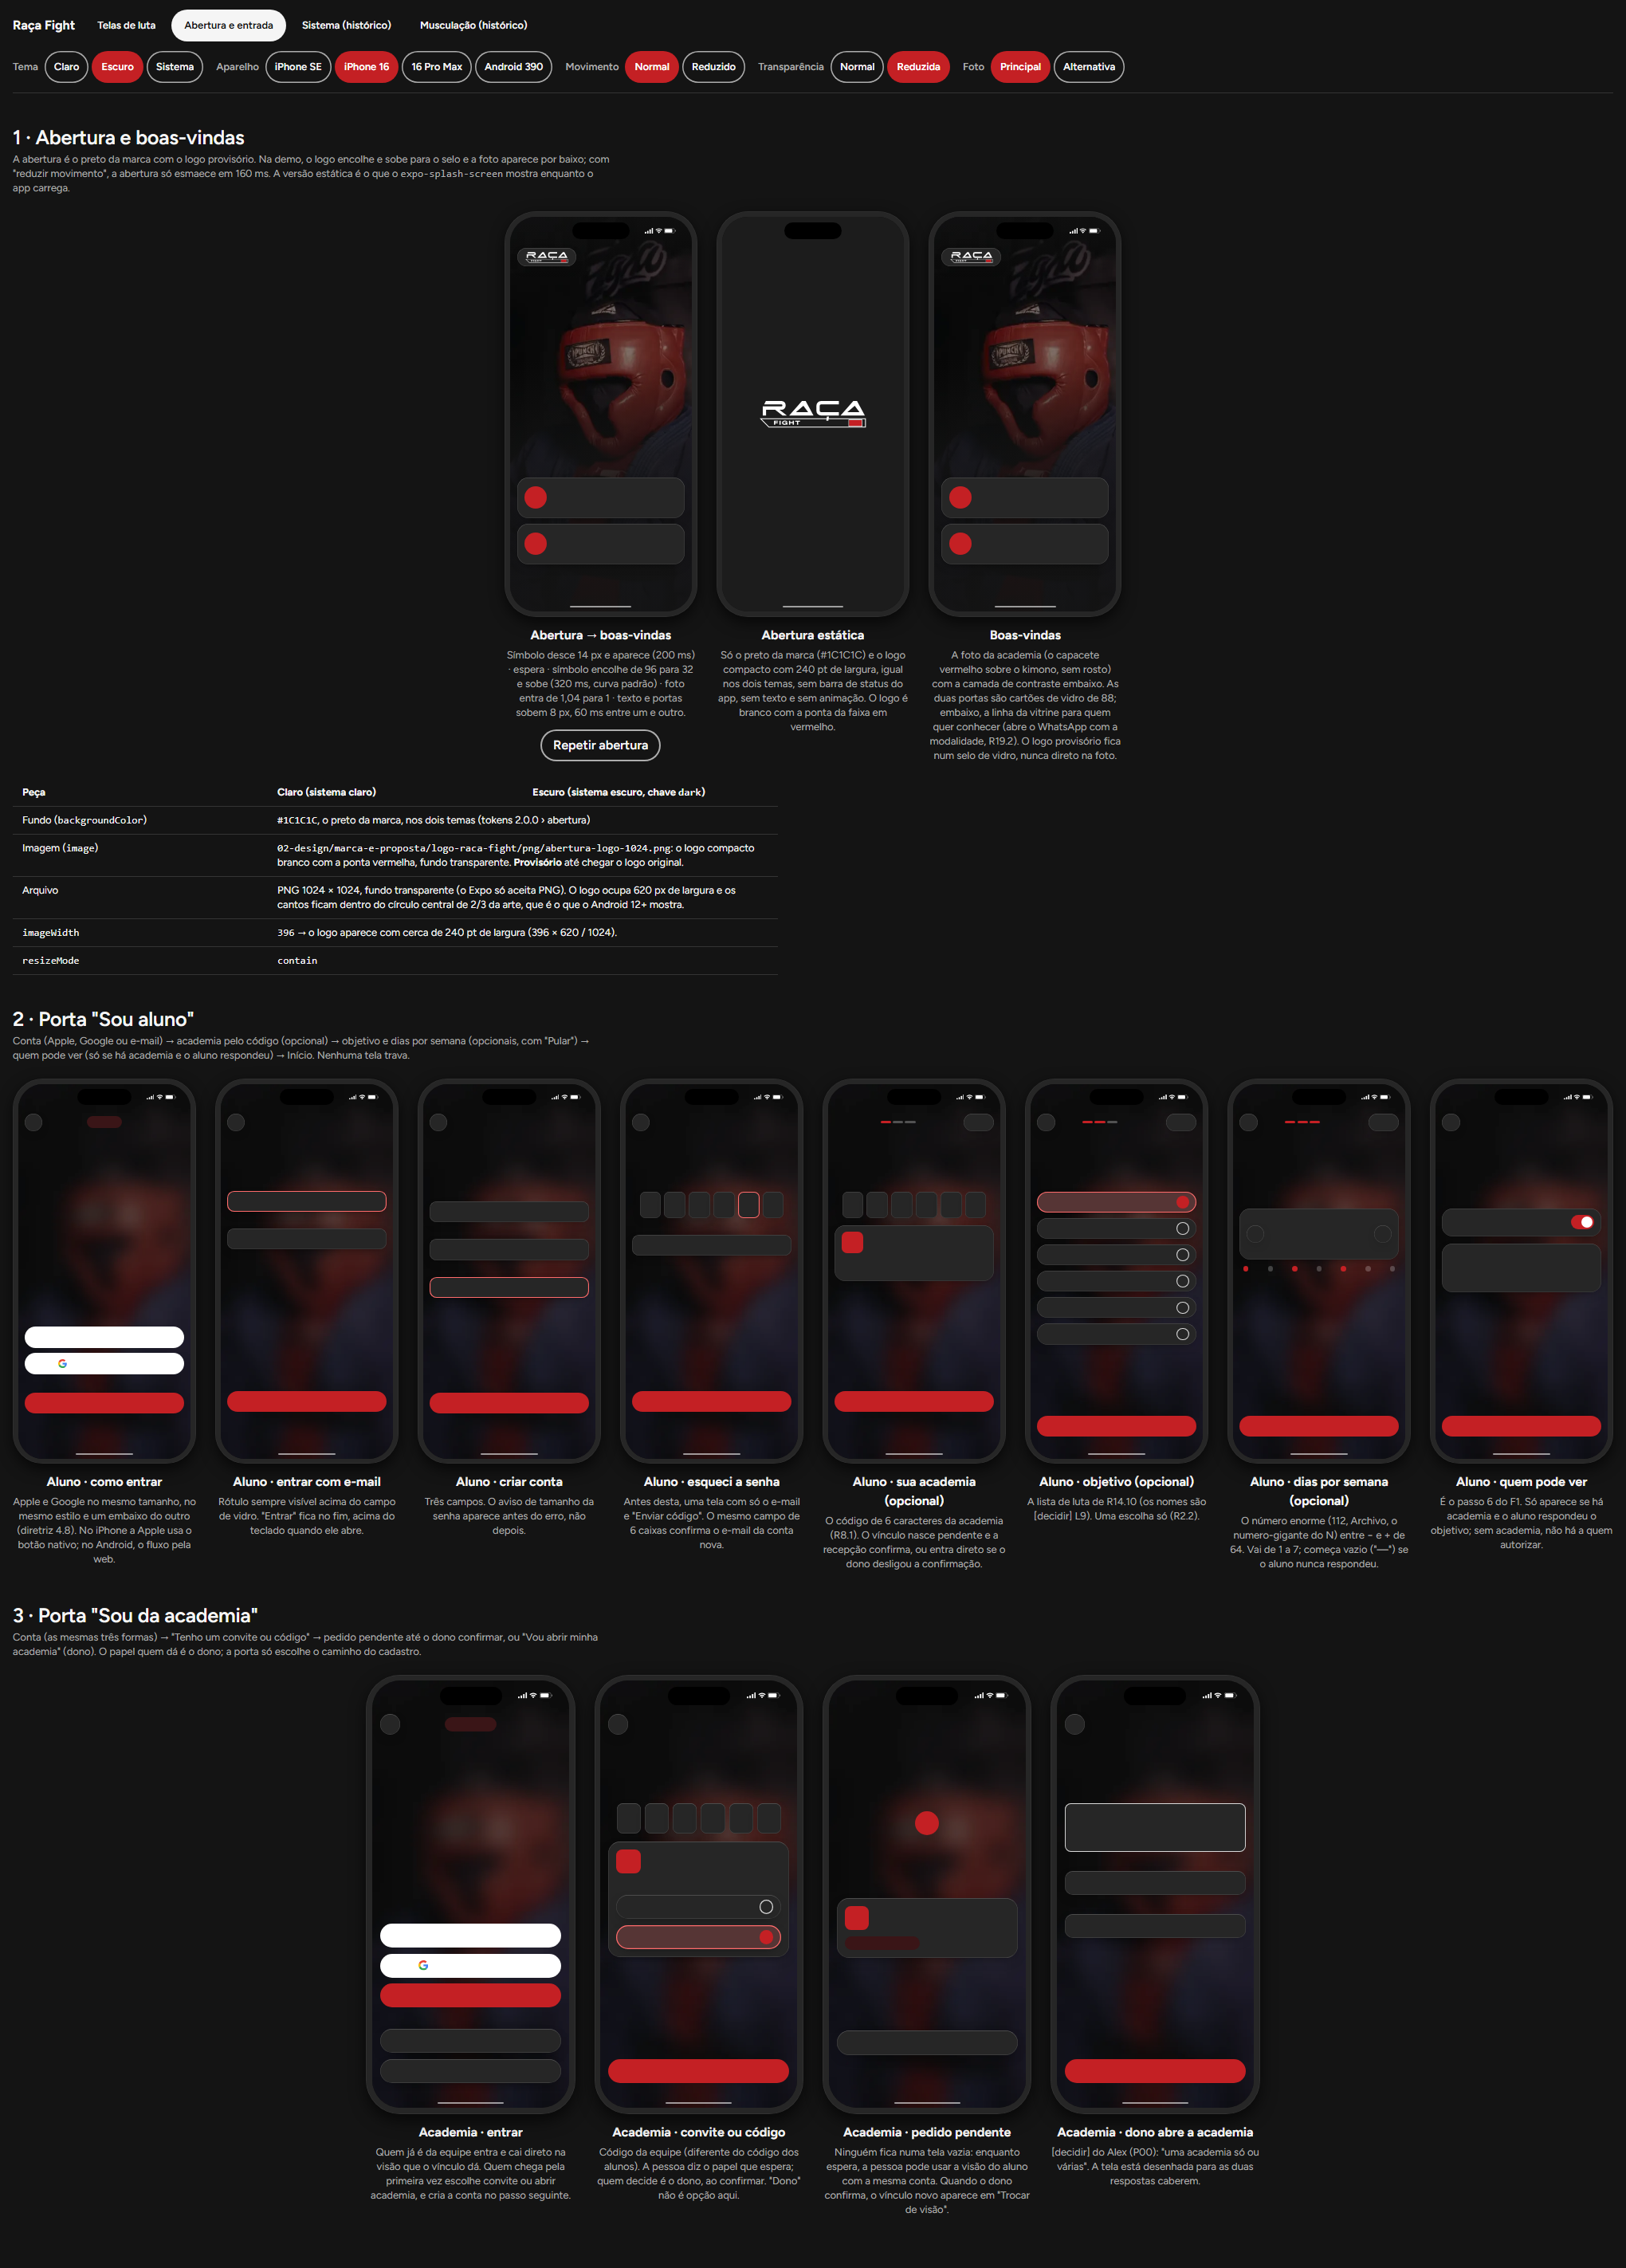 Raça Fight Telas de luta Abertura e entrada Sistema (histórico) Musculação (histórico)
Tema Claro Escuro Sistema Aparelho iPhone SE iPhone 16 16 Pro Max Android 390 Movimento Normal Reduzido Transparência Normal Reduzida Foto Principal Alternativa
1 · Abertura e boas-vindas
A abertura é o preto da marca com o logo provisório. Na demo, o logo encolhe e sobe para o selo e a foto aparece por baixo; com
"reduzir movimento", a abertura só esmaece em 160 ms. A versão estática é o que o expo-splash-screen mostra enquanto o
app carrega.
RAÇA
FIGHT
RAÇA
FIGHT
RAÇA
FIGHT
PUNCH
PUNCH
Abertura → boas-vindas
Símbolo desce 14 px e aparece (200 ms)
· espera · símbolo encolhe de 96 para 32
e sobe (320 ms, curva padrão) · foto
entra de 1,04 para 1 · texto e portas
sobem 8 px, 60 ms entre um e outro.
Repetir abertura
Abertura estática
Só o preto da marca (#1C1C1C) e o logo
compacto com 240 pt de largura, igual
nos dois temas, sem barra de status do
app, sem texto e sem animação. O logo é
branco com a ponta da faixa em
vermelho.
Boas-vindas
A foto da academia (o capacete
vermelho sobre o kimono, sem rosto)
com a camada de contraste embaixo. As
duas portas são cartões de vidro de 88;
embaixo, a linha da vitrine para quem
quer conhecer (abre o WhatsApp com a
modalidade, R19.2). O logo provisório fica
num selo de vidro, nunca direto na foto.
Peça Claro (sistema claro) Escuro (sistema escuro, chave dark)
Fundo (backgroundColor) #1C1C1C, o preto da marca, nos dois temas (tokens 2.0.0 › abertura)
Imagem (image) 02-design/marca-e-proposta/logo-raca-fight/png/abertura-logo-1024.png: o logo compacto
branco com a ponta vermelha, fundo transparente. Provisório até chegar o logo original.
Arquivo PNG 1024 × 1024, fundo transparente (o Expo só aceita PNG). O logo ocupa 620 px de largura e os
cantos ficam dentro do círculo central de 2/3 da arte, que é o que o Android 12+ mostra.
imageWidth 396 → o logo aparece com cerca de 240 pt de largura (396 × 620 / 1024).
resizeMode contain
2 · Porta "Sou aluno"
Conta (Apple, Google ou e-mail) → academia pelo código (opcional) → objetivo e dias por semana (opcionais, com "Pular") →
quem pode ver (só se há academia e o aluno respondeu) → Início. Nenhuma tela trava.
Aluno · como entrar
Apple e Google no mesmo tamanho, no
mesmo estilo e um embaixo do outro
(diretriz 4.8). No iPhone a Apple usa o
botão nativo; no Android, o fluxo pela
web.
Aluno · entrar com e-mail
Rótulo sempre visível acima do campo
de vidro. "Entrar" fica no fim, acima do
teclado quando ele abre.
Aluno · criar conta
Três campos. O aviso de tamanho da
senha aparece antes do erro, não
depois.
Aluno · esqueci a senha
Antes desta, uma tela com só o e-mail
e "Enviar código". O mesmo campo de
6 caixas confirma o e-mail da conta
nova.
Aluno · sua academia
(opcional)
O código de 6 caracteres da academia
(R8.1). O vínculo nasce pendente e a
recepção confirma, ou entra direto se o
dono desligou a confirmação.
Aluno · objetivo (opcional)
A lista de luta de R14.10 (os nomes são
[decidir] L9). Uma escolha só (R2.2).
Aluno · dias por semana
(opcional)
O número enorme (112, Archivo, o
numero-gigante do N) entre − e + de
64. Vai de 1 a 7; começa vazio ("—") se
o aluno nunca respondeu.
Aluno · quem pode ver
É o passo 6 do F1. Só aparece se há
academia e o aluno respondeu o
objetivo; sem academia, não há a quem
autorizar.
3 · Porta "Sou da academia"
Conta (as mesmas três formas) → "Tenho um convite ou código" → pedido pendente até o dono confirmar, ou "Vou abrir minha
academia" (dono). O papel quem dá é o dono; a porta só escolhe o caminho do cadastro.
Academia · entrar
Quem já é da equipe entra e cai direto na
visão que o vínculo dá. Quem chega pela
primeira vez escolhe convite ou abrir
academia, e cria a conta no passo seguinte.
Academia · convite ou código
Código da equipe (diferente do código dos
alunos). A pessoa diz o papel que espera;
quem decide é o dono, ao confirmar. "Dono"
não é opção aqui.
Academia · pedido pendente
Ninguém fica numa tela vazia: enquanto
espera, a pessoa pode usar a visão do aluno
com a mesma conta. Quando o dono
confirma, o vínculo novo aparece em "Trocar
de visão".
Academia · dono abre a academia
[decidir] do Alex (P00): "uma academia só ou
várias". A tela está desenhada para as duas
respostas caberem.